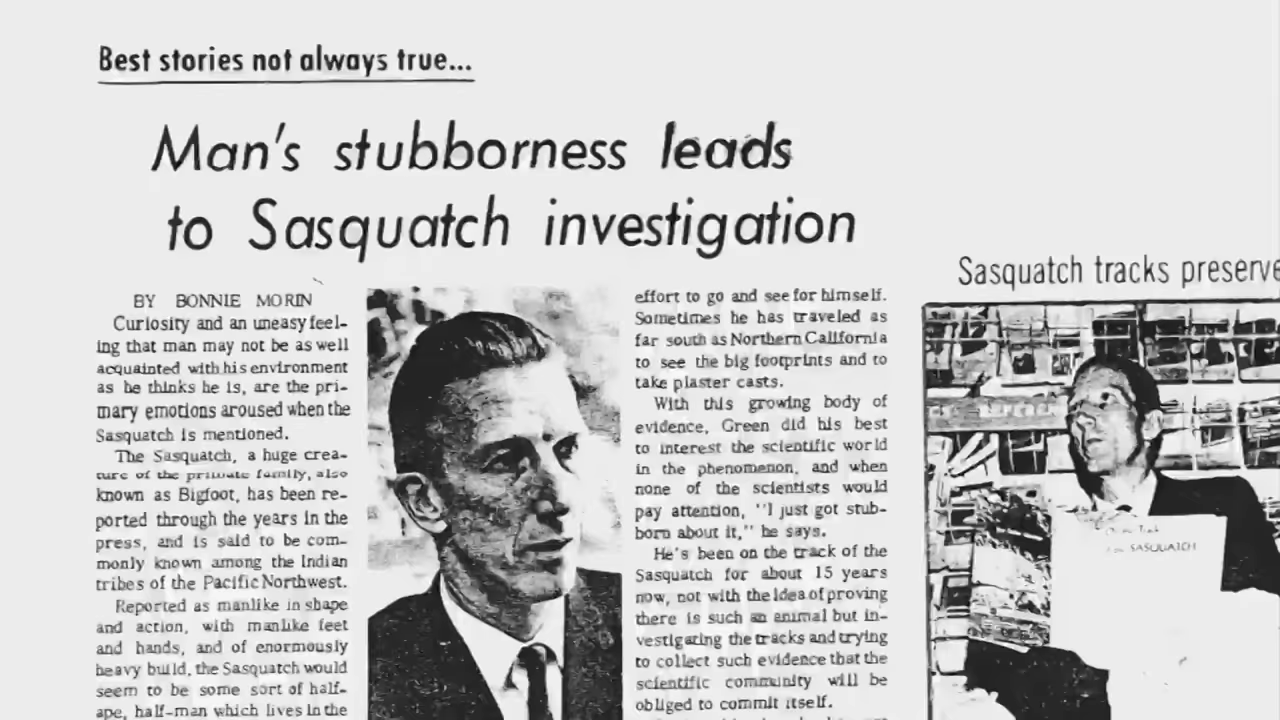 Best stories not always true...
Man's stubborness leads
to Sasquatch investigation
BY BONNIE MORIN
Curiosity and an uneasy feel-
ing that man may not be as well
acquainted with his environment
as he thinks he is, are the pri-
mary emotions aroused when the
Sasquatch is mentioned.
The Sasquatch, a huge crea-
ture of the primate family, also
known as Bigfoot, has been re-
ported through the years in the
press, and is said to be com-
monly known among the Indian
tribes of the Pacific Northwest.
Reported as manlike in shape
and action, with manlike feet
and hands, and of enormously
heavy build, the Sasquatch would
seem to be some sort of half-
ape, half-man which lives in the
effort to go and see for himself.
Sometimes he has traveled as
far south as Northern California
to see the big footprints and to
take plaster casts.
With this growing body of
evidence, Green did his best
to interest the scientific world
in the phenomenon, and when
none of the scientists would
pay attention, "I just got stub-
born about it," he says.
He's been on the track of the
Sasquatch for about 15 years
now, not with the idea of proving
there is such an animal but in-
vestigating the tracks and trying
to collect such evidence that the
scientific community will be
obliged to commit itself.
Sasquatch tracks preserve
SASQUATCH